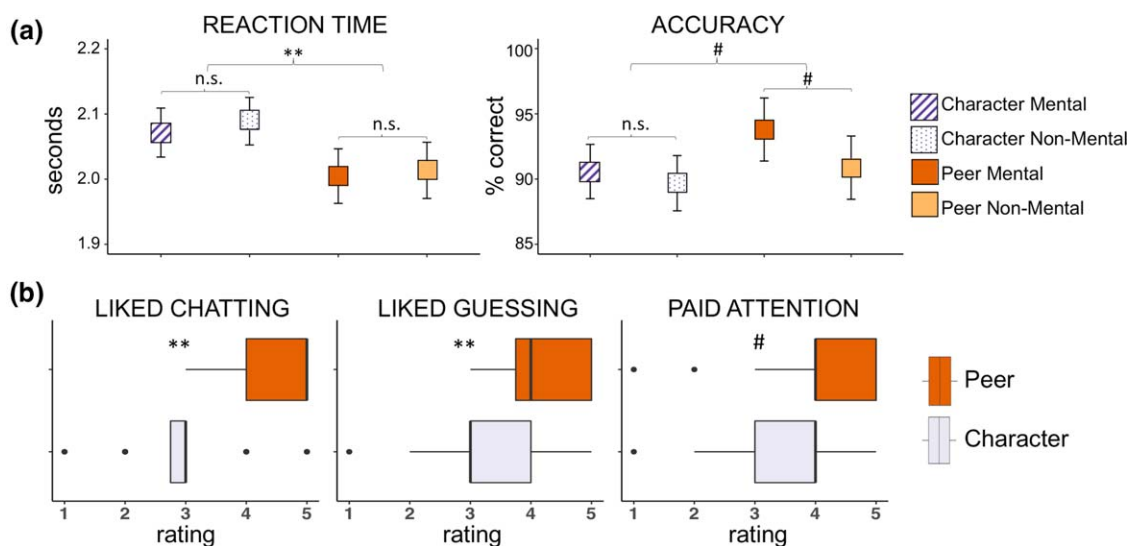 (a)
REACTION TIME
2.2
2.1
2.0
1.9
seconds
**
n.s.
n.s.
ACCURACY
100
95
90
85
% correct
#
#
n.s.
Character Mental
Character Non-Mental
Peer Mental
Peer Non-Mental
(b)
LIKED CHATTING
**
1 2 3 4 5
rating
LIKED GUESSING
**
1 2 3 4 5
rating
PAID ATTENTION
#
1 2 3 4 5
rating
Peer
Character